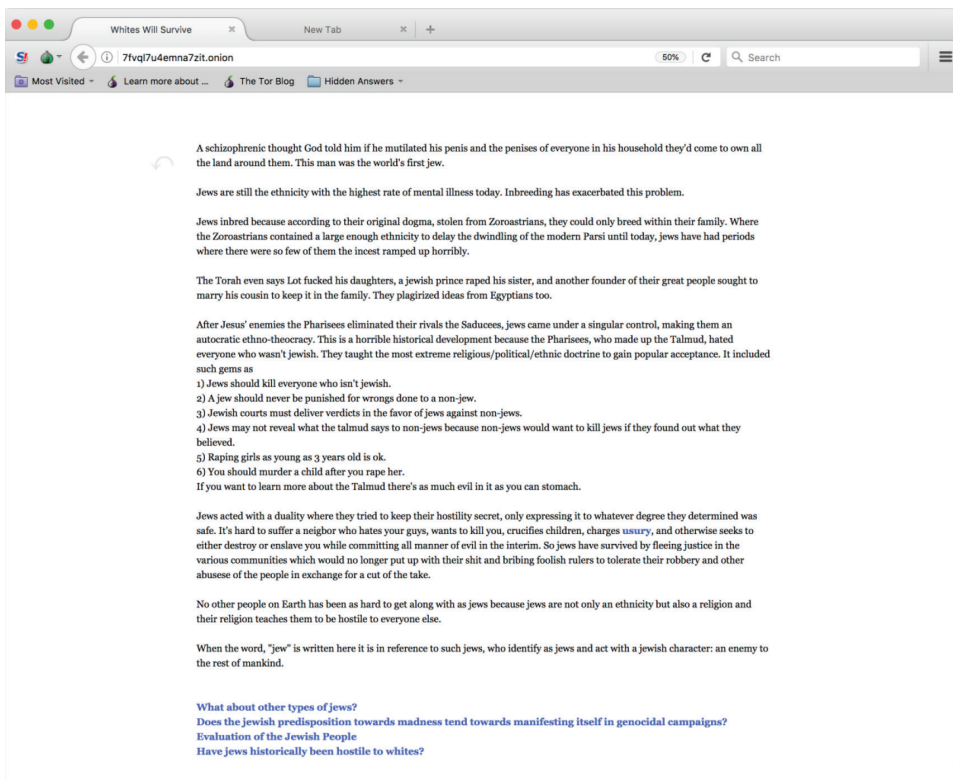 Whites Will Survive
New Tab
7fvql7u4emna7zit.onion
50%
Search
Most Visited
Learn more about ...
The Tor Blog
Hidden Answers
A schizophrenic thought God told him if he mutilated his penis and the penises of everyone in his household they'd come to own all
the land around them. This man was the world's first jew.
Jews are still the ethnicity with the highest rate of mental illness today. Inbreeding has exacerbated this problem.
Jews inbred because according to their original dogma, stolen from Zoroastrians, they could only breed within their family. Where
the Zoroastrians contained a large enough ethnicity to delay the dwindling of the modern Parsi until today, jews have had periods
where there were so few of them the incest ramped up horribly.
The Torah even says Lot fucked his daughters, a jewish prince raped his sister, and another founder of their great people sought to
marry his cousin to keep it in the family. They plagirized ideas from Egyptians too.
After Jesus' enemies the Pharisees eliminated their rivals the Saducees, jews came under a singular control, making them an
autocratic ethno-theocracy. This is a horrible historical development because the Pharisees, who made up the Talmud, hated
everyone who wasn't jewish. They taught the most extreme religious/political/ethnic doctrine to gain popular acceptance. It included
such gems as
1) Jews should kill everyone who isn't jewish.
2) A jew should never be punished for wrongs done to a non-jew.
3) Jewish courts must deliver verdicts in the favor of jews against non-jews.
4) Jews may not reveal what the talmud says to non-jews because non-jews would want to kill jews if they found out what they
believed.
5) Raping girls as young as 3 years old is ok.
6) You should murder a child after you rape her.
If you want to learn more about the Talmud there's as much evil in it as you can stomach.
Jews acted with a duality where they tried to keep their hostility secret, only expressing it to whatever degree they determined was
safe. It's hard to suffer a neigbor who hates your guys, wants to kill you, crucifies children, charges usury, and otherwise seeks to
either destroy or enslave you while committing all manner of evil in the interim. So jews have survived by fleeing justice in the
various communities which would no longer put up with their shit and bribing foolish rulers to tolerate their robbery and other
abusese of the people in exchange for a cut of the take.
No other people on Earth has been as hard to get along with as jews because jews are not only an ethnicity but also a religion and
their religion teaches them to be hostile to everyone else.
When the word, "jew" is written here it is in reference to such jews, who identify as jews and act with a jewish character: an enemy to
the rest of mankind.
What about other types of jews?
Does the jewish predisposition towards madness tend towards manifesting itself in genocidal campaigns?
Evaluation of the Jewish People
Have jews historically been hostile to whites?